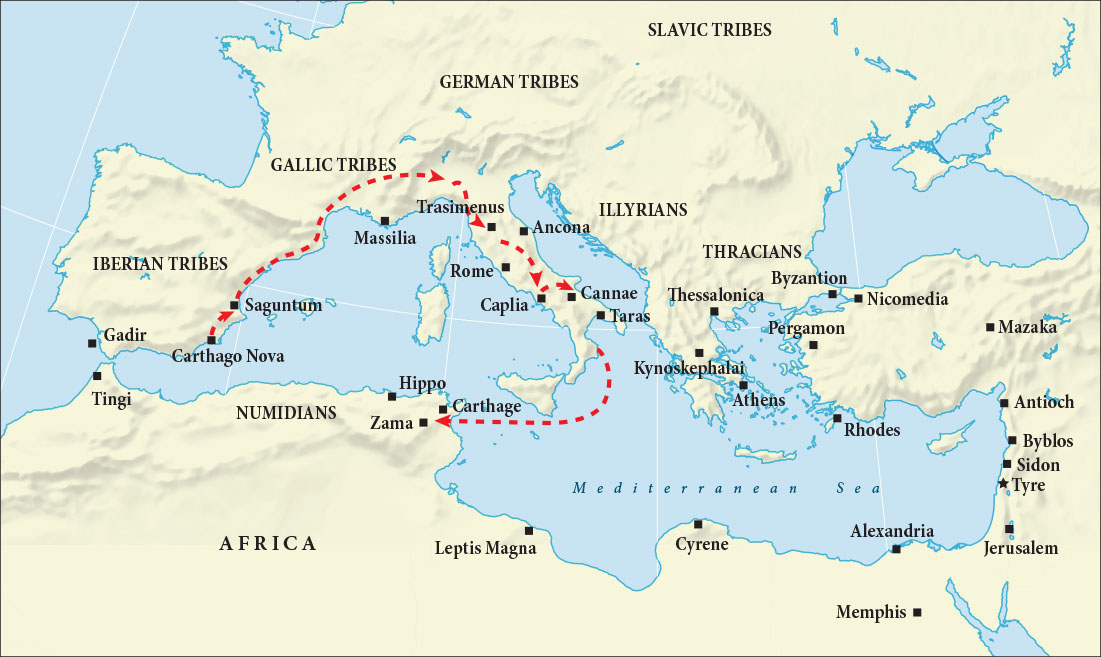 SLAVIC TRIBES
GERMAN TRIBES
GALLIC TRIBES
Trasimenus
ILLYRIANS
Ancona
Massilia
THRACIANS
IBERIAN TRIBES
Rome
Byzantion
Cannae
Thessalonica
Nicomedia
Saguntum
Caplia
Taras
Pergamon
Mazaka
Gadir
Carthago Nova
Kynoskephalai
Hippo
Tingi
Athens
Antioch
NUMIDIANS
Carthage
Zama
Rhodes
Byblos
Sidon
Tyre
Mediterranean Sea
Alexandria
AFRICA
Leptis Magna
Cyrene
Jerusalem
Memphis